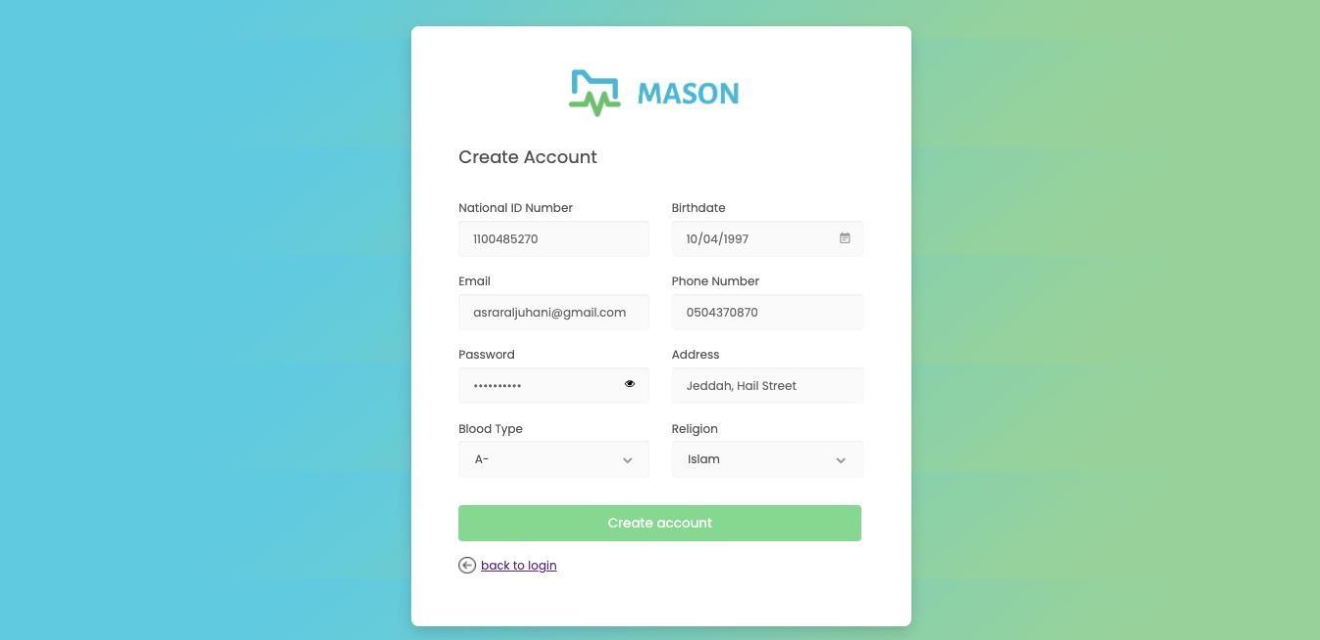 MASON
Create Account
National ID Number Birthdate
1100485270 10/04/1997
Email Phone Number
asraraljuhani@gmail.com 0504370870
Password Address
•••••••••• Jeddah, Hail Street
Blood Type Religion
A- Islam
Create account
back to login